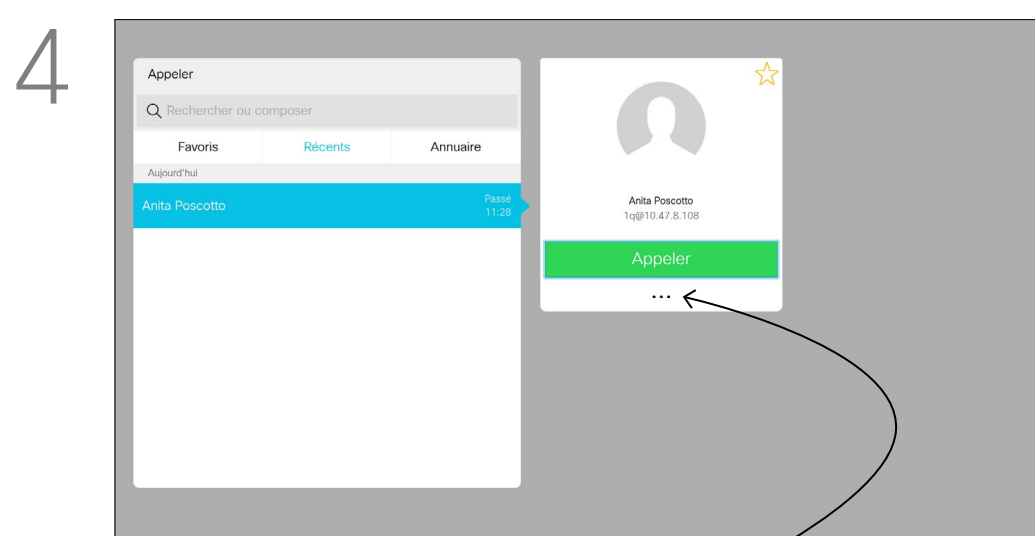 4
Appeler
Rechercher ou composer
Favoris Récents Annuaire
Aujourd'hui
Anita Poscotto Passé
11:28
Anita Poscotto
1q@10.47.8.108
Appeler
...